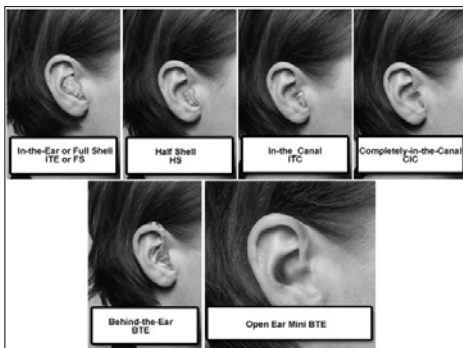 In-the-Ear or Full Shell
ITE or FS
Half Shell
HS
In-the_Canal
ITC
Completely-in-the-Canal
CIC
Behind-the-Ear
BTE
Open Ear Mini BTE